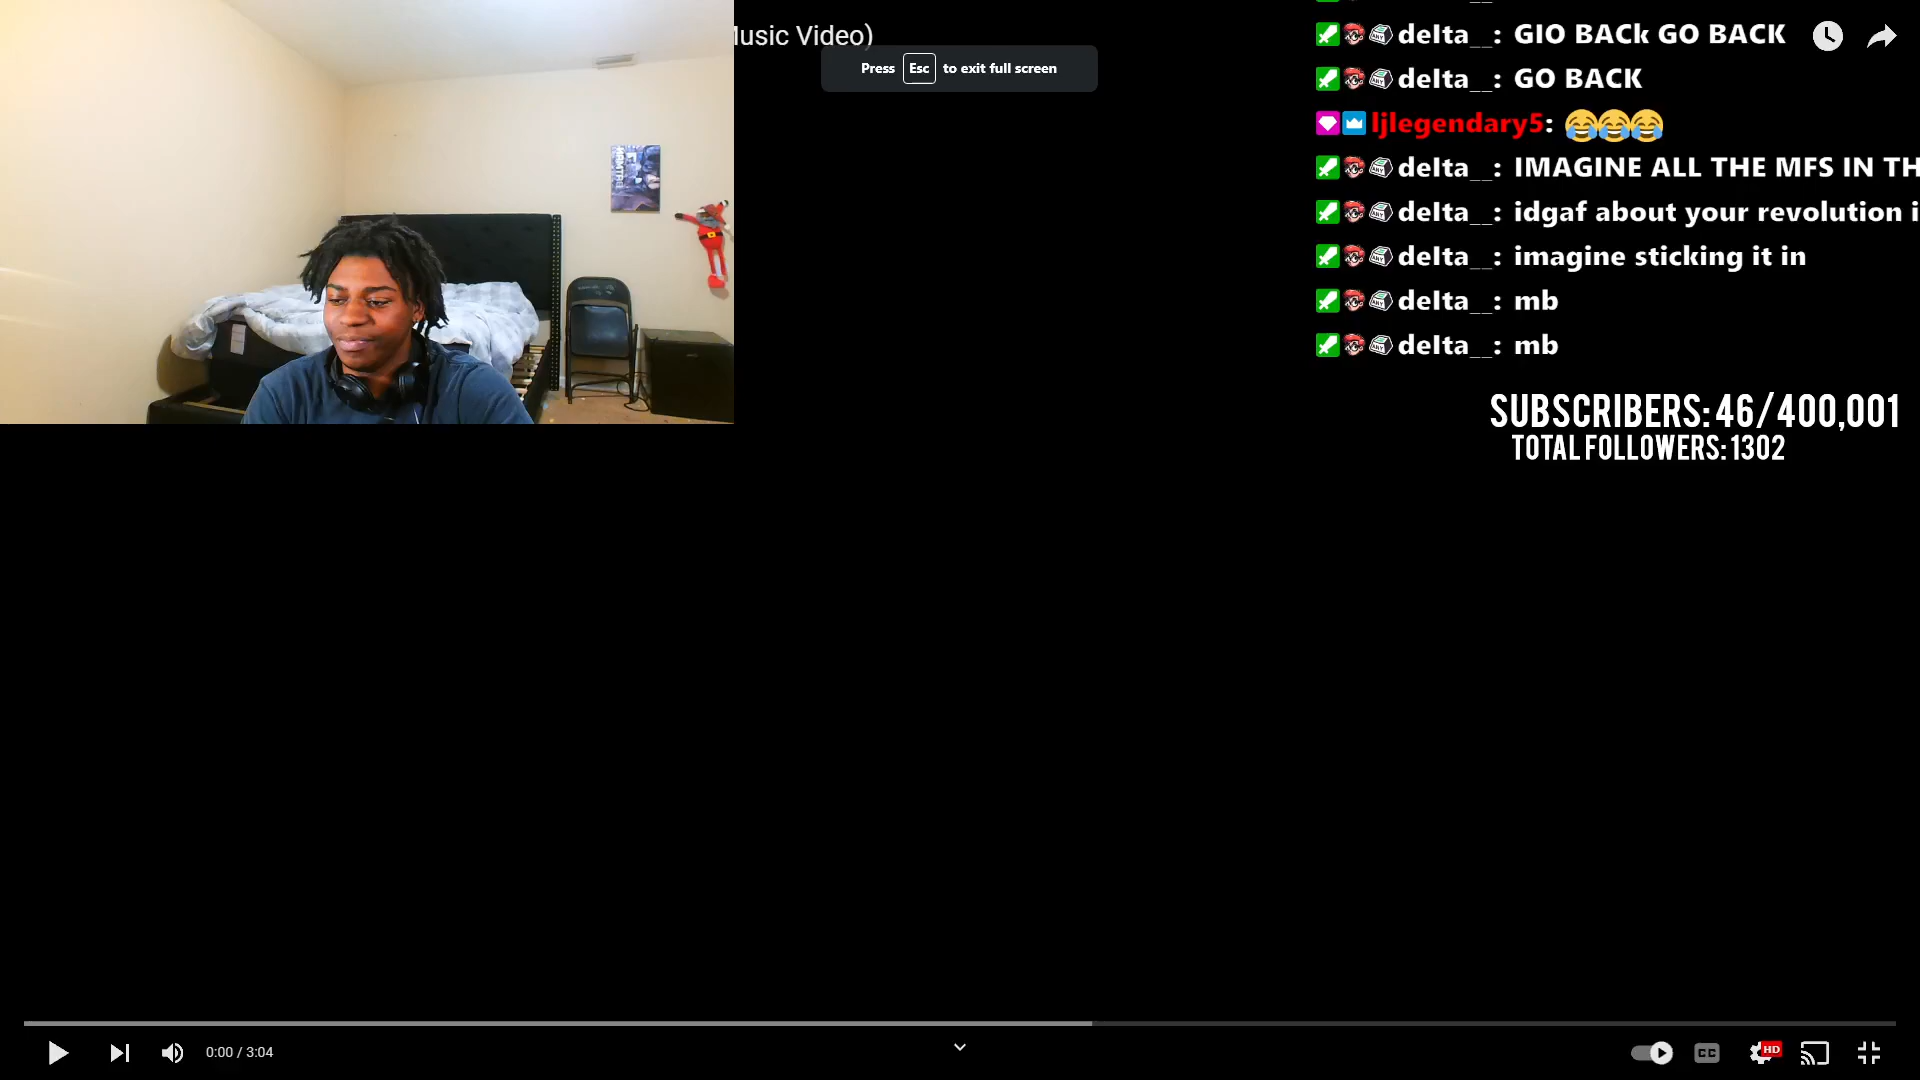 Music Video)
Press Esc to exit full screen
delta__: GIO BACk GO BACK
delta__: GO BACK
ljlegendary5: 😂😂😂
delta__: IMAGINE ALL THE MFS IN TH
delta__: idgaf about your revolution i
delta__: imagine sticking it in
delta__: mb
delta__: mb
SUBSCRIBERS: 46/400,001
TOTAL FOLLOWERS: 1302
0:00 / 3:04
CC
HD